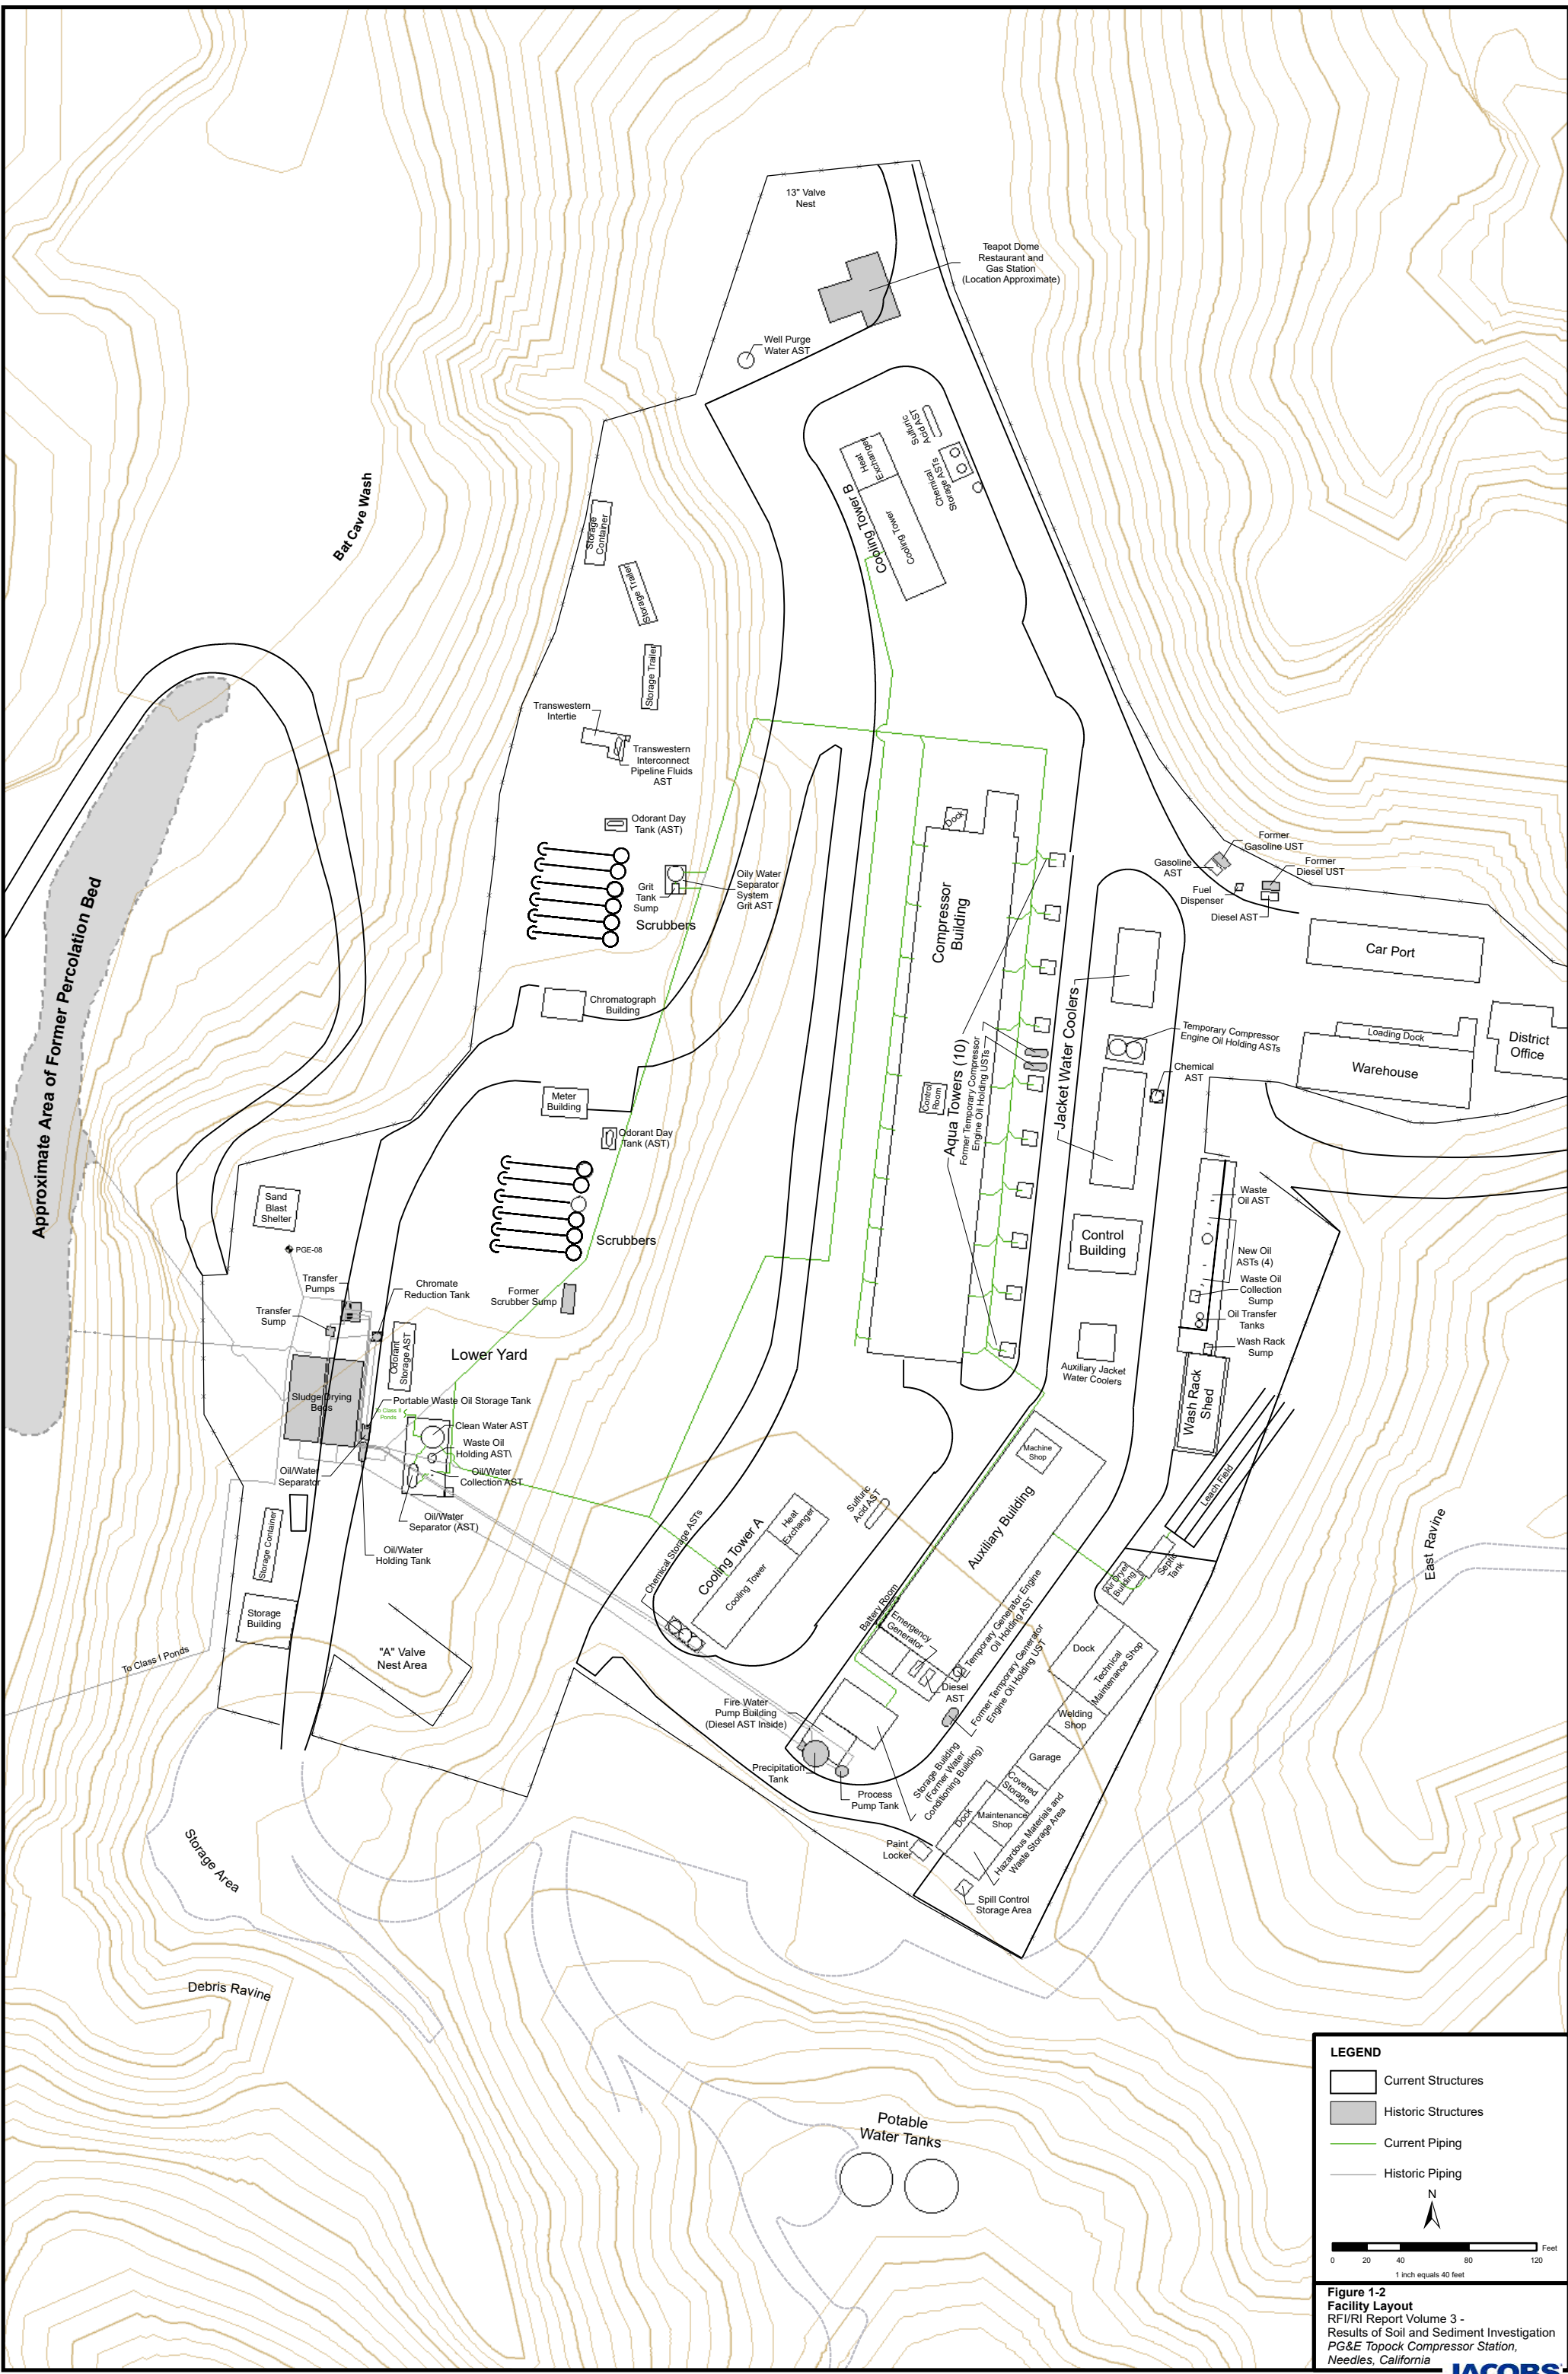 13" Valve
Nest
Teapot Dome
Restaurant and
Gas Station
(Location Approximate)
Well Purge
Water AST
Sulfuric
Acid AST
Heat
Exchanger
Chemical
Storage ASTs
Cooling Tower B
Cooling Tower
Bat Cave Wash
Storage
Container
Storage Trailer
Storage Trailer
Transwestern
Intertie
Transwestern
Interconnect
Pipeline Fluids
AST
Odorant Day
Tank (AST)
Grit
Tank
Sump
Oily Water
Separator
System
Grit AST
Scrubbers
Dock
Compressor
Building
Former
Gasoline UST
Gasoline
AST
Former
Diesel UST
Fuel
Dispenser
Diesel AST
Car Port
Approximate Area of Former Percolation Bed
Chromatograph
Building
Jacket Water Coolers
Temporary Compressor
Engine Oil Holding ASTs
Loading Dock
Warehouse
District
Office
Chemical
AST
Control
Room
Aqua Towers (10)
Former Temporary Compressor
Engine Oil Holding USTs
Meter
Building
Odorant Day
Tank (AST)
Sand
Blast
Shelter
PGE-08
Scrubbers
Control
Building
Waste
Oil AST
New Oil
ASTs (4)
Waste Oil
Collection
Sump
Oil Transfer
Tanks
Wash Rack
Sump
Transfer
Pumps
Chromate
Reduction Tank
Former
Scrubber Sump
Transfer
Sump
Odorant
Storage AST
Lower Yard
Auxiliary Jacket
Water Coolers
Wash Rack
Shed
Sludge Drying
Beds
Portable Waste Oil Storage Tank
To Class II
Ponds
Clean Water AST
Waste Oil
Holding AST\
Oil/Water
Collection AST
Oil/Water
Separator
Oil/Water
Separator (AST)
Machine
Shop
Leach Field
Sulfuric
Acid AST
Auxiliary Building
Storage Container
Oil/Water
Holding Tank
Chemical Storage ASTs
Cooling Tower A
Heat
Exchanger
Cooling Tower
East Ravine
Septic
Tank
Air Dryer
Building
Storage
Building
Battery Room
Emergency
Generator
Temporary Generator Engine
Oil Holding AST
Diesel
AST
Former Temporary Generator
Engine Oil Holding UST
Dock
Technical
Maintenance Shop
To Class I Ponds
"A" Valve
Nest Area
Fire Water
Pump Building
(Diesel AST Inside)
Welding
Shop
Garage
Precipitation
Tank
Process
Pump Tank
Storage Building
(Former Water
Conditioning Building)
Covered
Storage
Dock
Maintenance
Shop
Hazardous Materials and
Waste Storage Area
Paint
Locker
Spill Control
Storage Area
Storage Area
Debris Ravine
Potable
Water Tanks
LEGEND
Current Structures
Historic Structures
Current Piping
Historic Piping
N
Feet
0 20 40 80 120
1 inch equals 40 feet
Figure 1-2
Facility Layout
RFI/RI Report Volume 3 -
Results of Soil and Sediment Investigation
PG&E Topock Compressor Station,
Needles, California
JACOBS